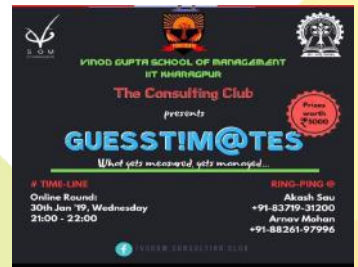 VINOD GUPTA SCHOOL OF MANAGEMENT
IIT KHARAGPUR
The Consulting Club
presents
Prizes
worth
₹5000
GUESST!M@TES
What gets measured, gets managed...
# TIME-LINE
Online Round:
30th Jan '19, Wednesday
21:00 - 22:00
RING-PING @
Akash Sau
+91-83719-31200
Arnav Mohan
+91-88261-97996
CONSULTING CLUB